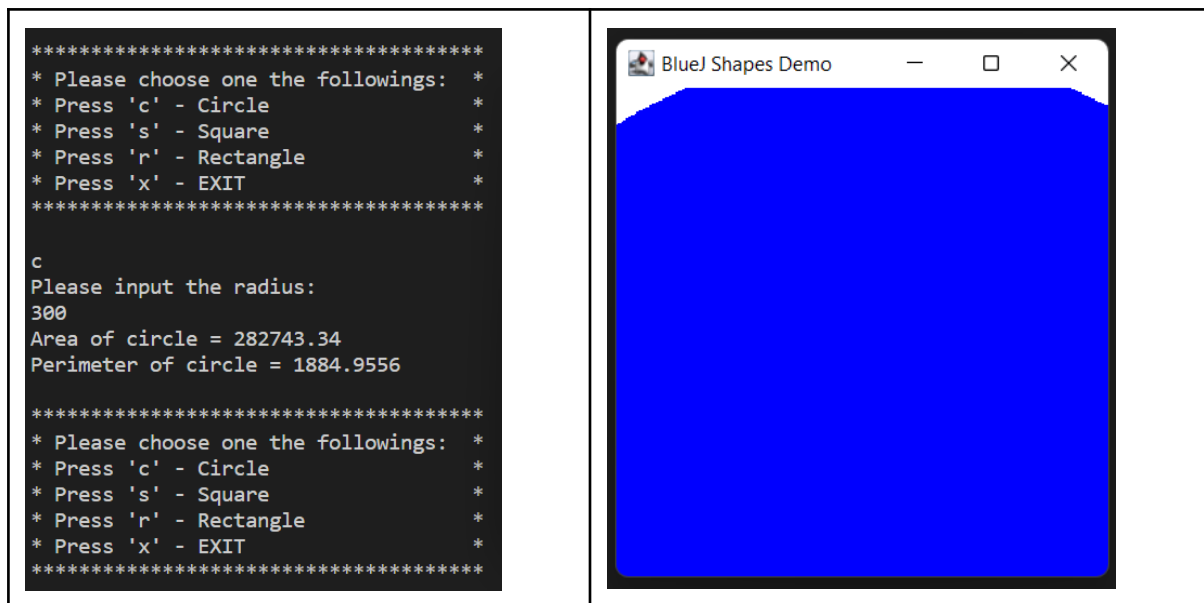 **************************************
* Please choose one the followings:  *
* Press 'c' - Circle                 *
* Press 's' - Square                 *
* Press 'r' - Rectangle              *
* Press 'x' - EXIT                   *
**************************************
c
Please input the radius:
300
Area of circle = 282743.34
Perimeter of circle = 1884.9556
**************************************
* Please choose one the followings:  *
* Press 'c' - Circle                 *
* Press 's' - Square                 *
* Press 'r' - Rectangle              *
* Press 'x' - EXIT                   *
**************************************
BlueJ Shapes Demo